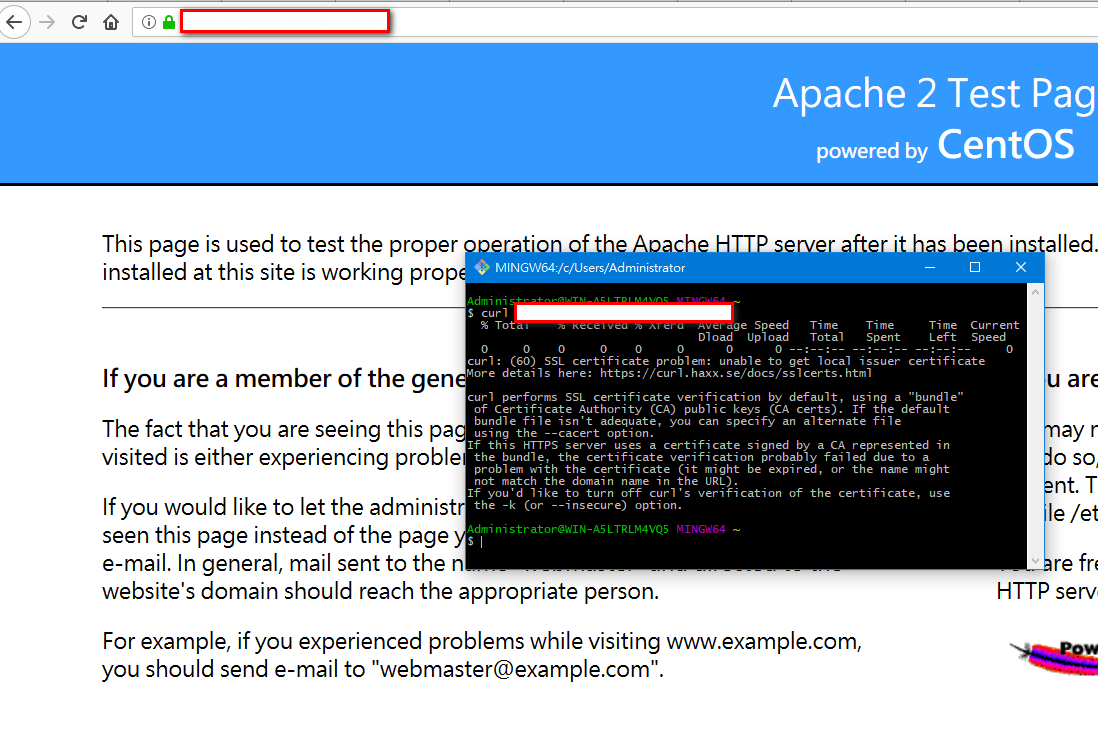 Apache 2 Test Pag
powered by CentOS
This page is used to test the proper operation of the Apache HTTP server after it has been installed.
installed at this site is working prope
If you are a member of the gene
The fact that you are seeing this pag
visited is either experiencing probler
If you would like to let the administr
seen this page instead of the page y
e-mail. In general, mail sent to the name "webmaster" and directed to the
website's domain should reach the appropriate person.
For example, if you experienced problems while visiting www.example.com,
you should send e-mail to "webmaster@example.com".
MINGW64:/c/Users/Administrator
Administrator@WIN-A5LTRLM4VQ5 MINGW64 ~
$ curl
% Total % Received % Xferd Average Speed Time Time Time Current
Dload Upload Total Spent Left Speed
0 0 0 0 0 0 0 0 --:--:-- --:--:-- --:--:-- 0
curl: (60) SSL certificate problem: unable to get local issuer certificate
More details here: https://curl.haxx.se/docs/sslcerts.html
curl performs SSL certificate verification by default, using a "bundle"
of Certificate Authority (CA) public keys (CA certs). If the default
bundle file isn't adequate, you can specify an alternate file
using the --cacert option.
If this HTTPS server uses a certificate signed by a CA represented in
the bundle, the certificate verification probably failed due to a
problem with the certificate (it might be expired, or the name might
not match the domain name in the URL).
If you'd like to turn off curl's verification of the certificate, use
the -k (or --insecure) option.
Administrator@WIN-A5LTRLM4VQ5 MINGW64 ~
$
u are
may r
do so,
ent. T
ile /et
You are fre
HTTP serve
Pow